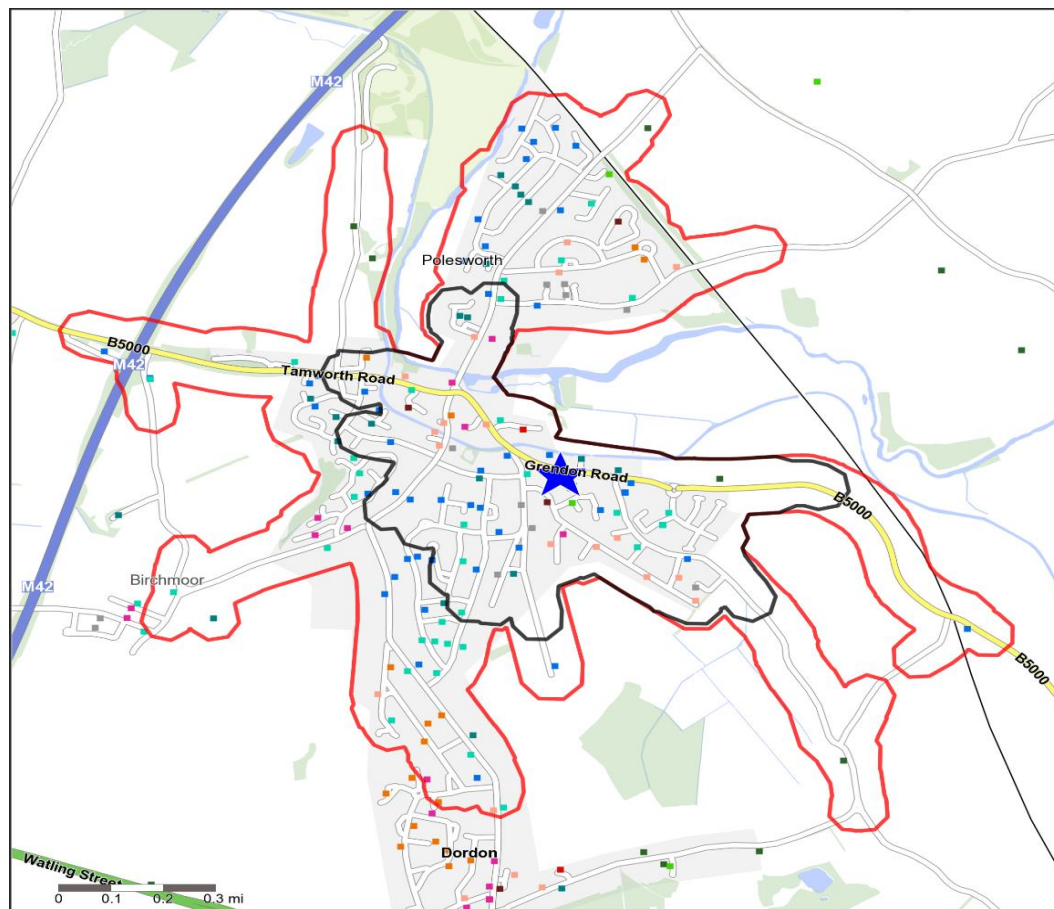 M42
Polesworth
B5000
M42
Tamworth Road
Grendon Road
B5000
Birchmoor
M42
B5000
Dordon
Watling Street
0 0.1 0.2 0.3 mi